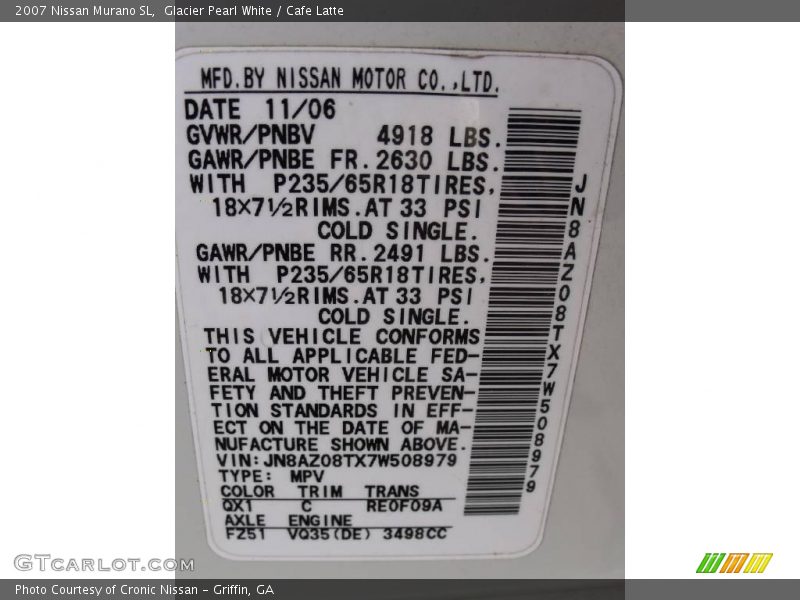 2007 Nissan Murano SL,  Glacier Pearl White / Cafe Latte
MFD.BY NISSAN MOTOR CO.,LTD.
DATE 11/06
GVWR/PNBV 4918 LBS.
GAWR/PNBE FR.2630 LBS.
WITH P235/65R18TIRES,
18×7½RIMS.AT 33 PSI
COLD SINGLE.
GAWR/PNBE RR.2491 LBS.
WITH P235/65R18TIRES,
18×7½RIMS.AT 33 PSI
COLD SINGLE.
THIS VEHICLE CONFORMS
TO ALL APPLICABLE FED-
ERAL MOTOR VEHICLE SA-
FETY AND THEFT PREVEN-
TION STANDARDS IN EFF-
ECT ON THE DATE OF MA-
NUFACTURE SHOWN ABOVE.
VIN:JN8AZ08TX7W508979
TYPE: MPV
COLOR TRIM TRANS
QX1 C RE0F09A
AXLE ENGINE
FZ51 VQ35(DE) 3498CC
JN8AZ08TX7W508979
GTCarLot.com
Photo Courtesy of Cronic Nissan - Griffin, GA